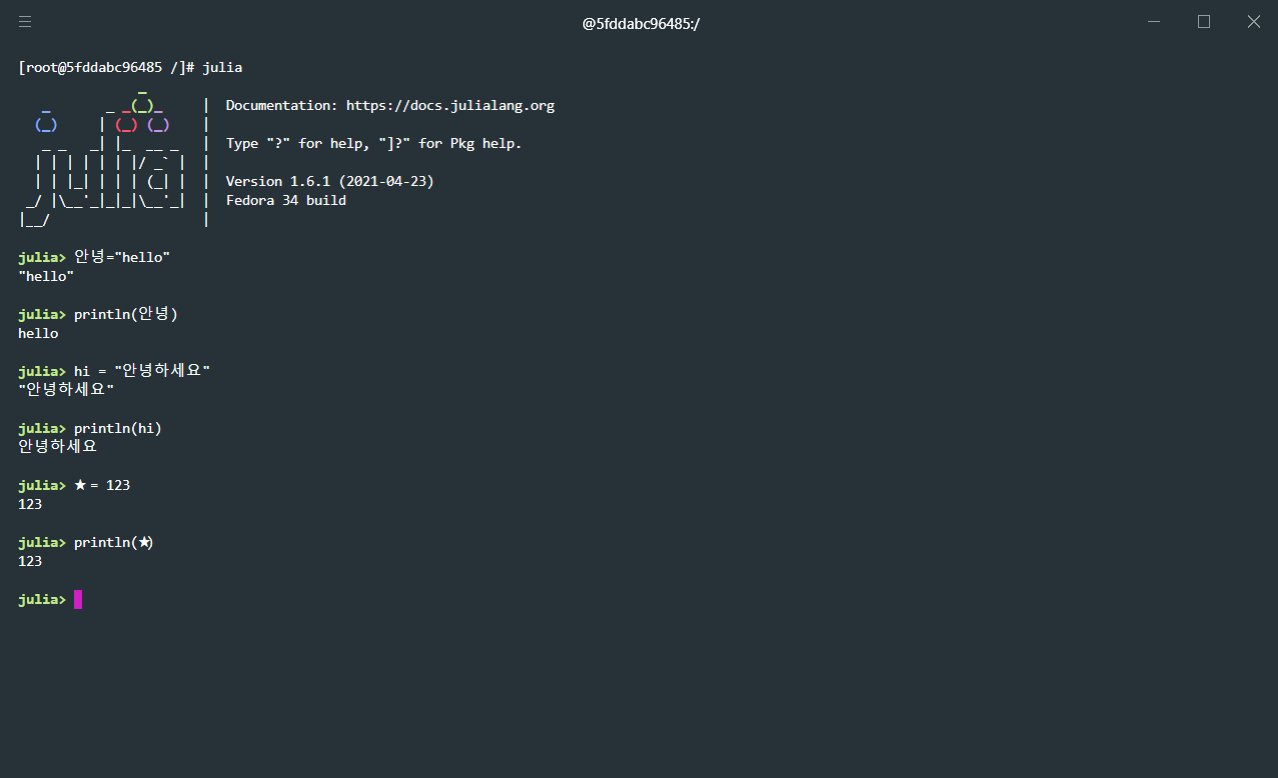 @5fddabc96485:/
[root@5fddabc96485 /]# julia
               _
   _       _ _(_)_     |  Documentation: https://docs.julialang.org
  (_)     | (_) (_)    |
   _ _   _| |_  __ _   |  Type "?" for help, "]?" for Pkg help.
  | | | | | | |/ _` |  |
  | | |_| | | | (_| |  |  Version 1.6.1 (2021-04-23)
 _/ |\__'_|_|_|\__'_|  |  Fedora 34 build
|__/                   |
julia> 안녕="hello"
"hello"
julia> println(안녕)
hello
julia> hi = "안녕하세요"
"안녕하세요"
julia> println(hi)
안녕하세요
julia> ★ = 123
123
julia> println(★)
123
julia>